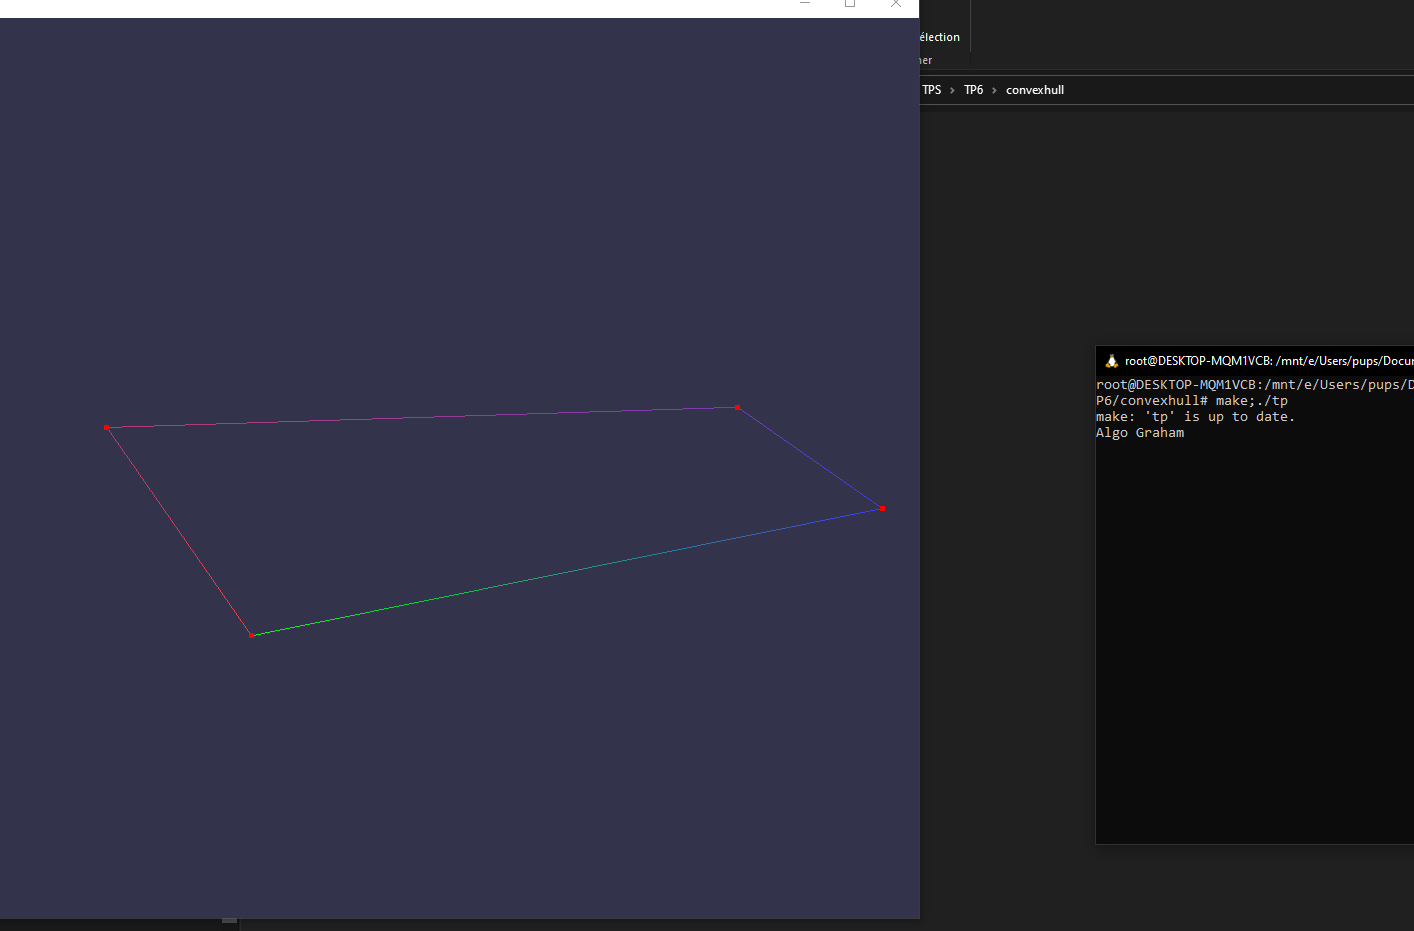 élection
ner
TPS > TP6 > convexhull
root@DESKTOP-MQM1VCB: /mnt/e/Users/pups/Docu
root@DESKTOP-MQM1VCB:/mnt/e/Users/pups/D
P6/convexhull# make;./tp
make: 'tp' is up to date.
Algo Graham